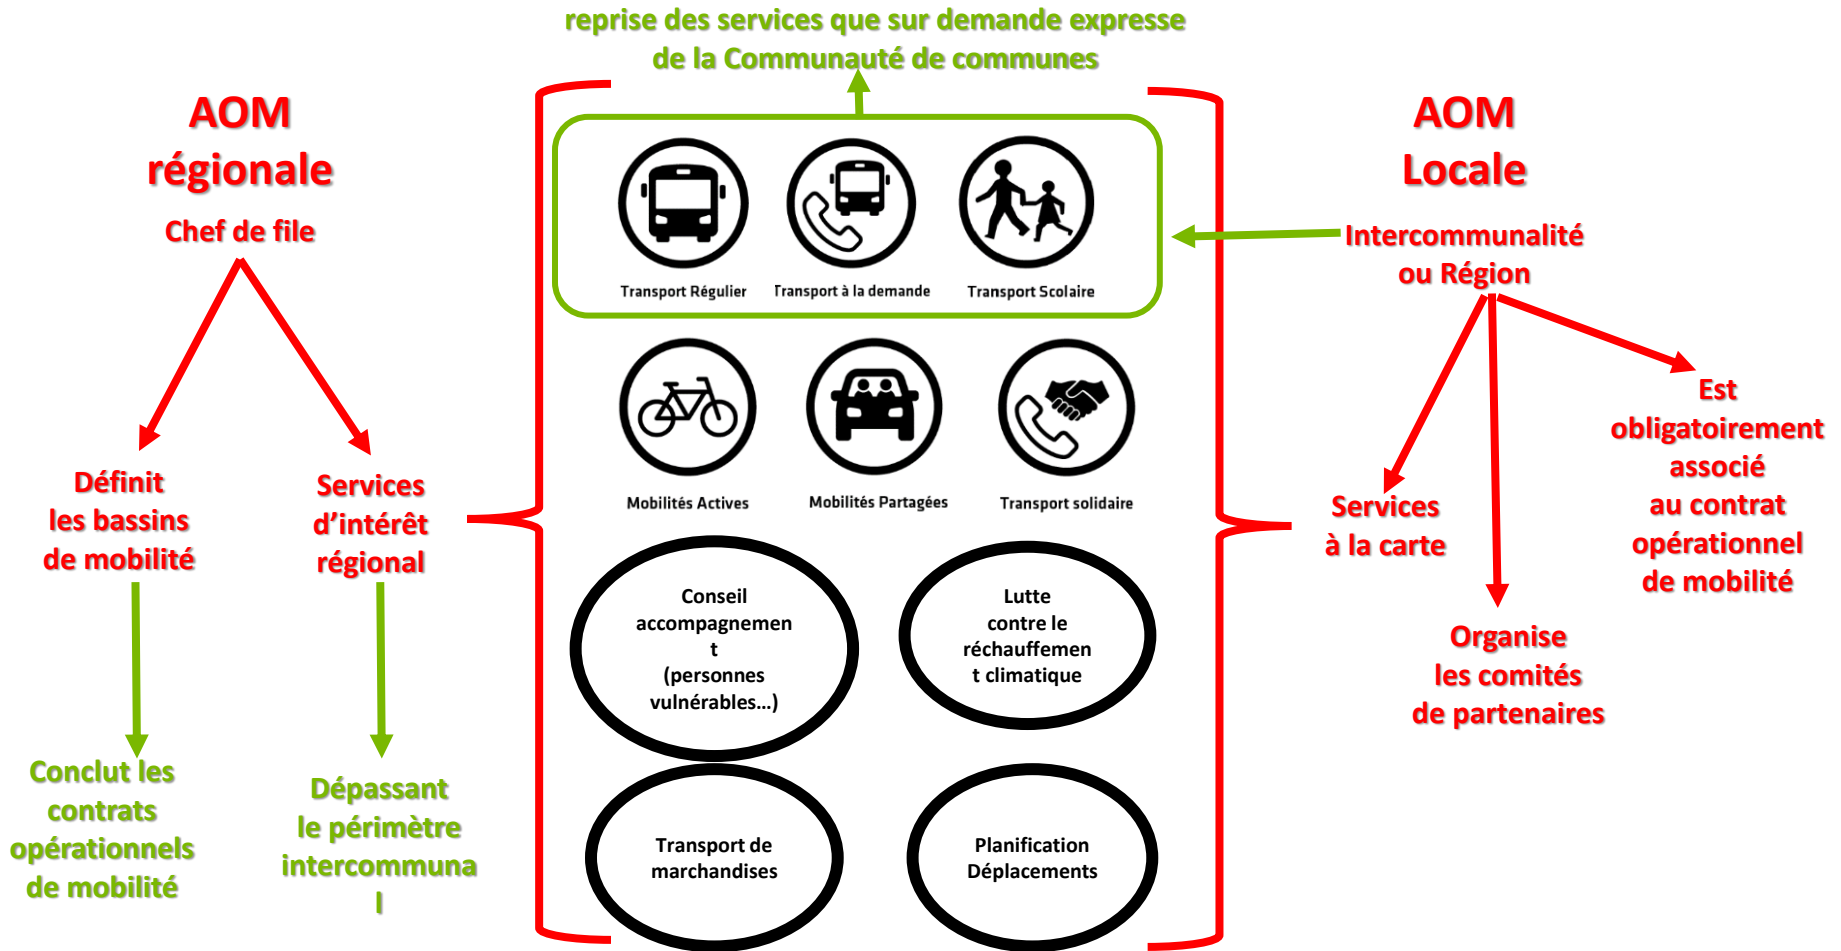 reprise des services que sur demande expresse
de la Communauté de communes
AOM
régionale
Chef de file
Définit
les bassins
de mobilité
Services
d’intérêt
régional
Conclut les
contrats
opérationnels
de mobilité
Dépassant
le périmètre
intercommuna
l
Transport Régulier
Transport à la demande
Transport Scolaire
Mobilités Actives
Mobilités Partagées
Transport solidaire
Conseil
accompagnemen
t
(personnes
vulnérables…)
Lutte
contre le
réchauffemen
t climatique
Transport de
marchandises
Planification
Déplacements
AOM
Locale
Intercommunalité
ou Région
Services
à la carte
Organise
les comités
de partenaires
Est
obligatoirement
associé
au contrat
opérationnel
de mobilité